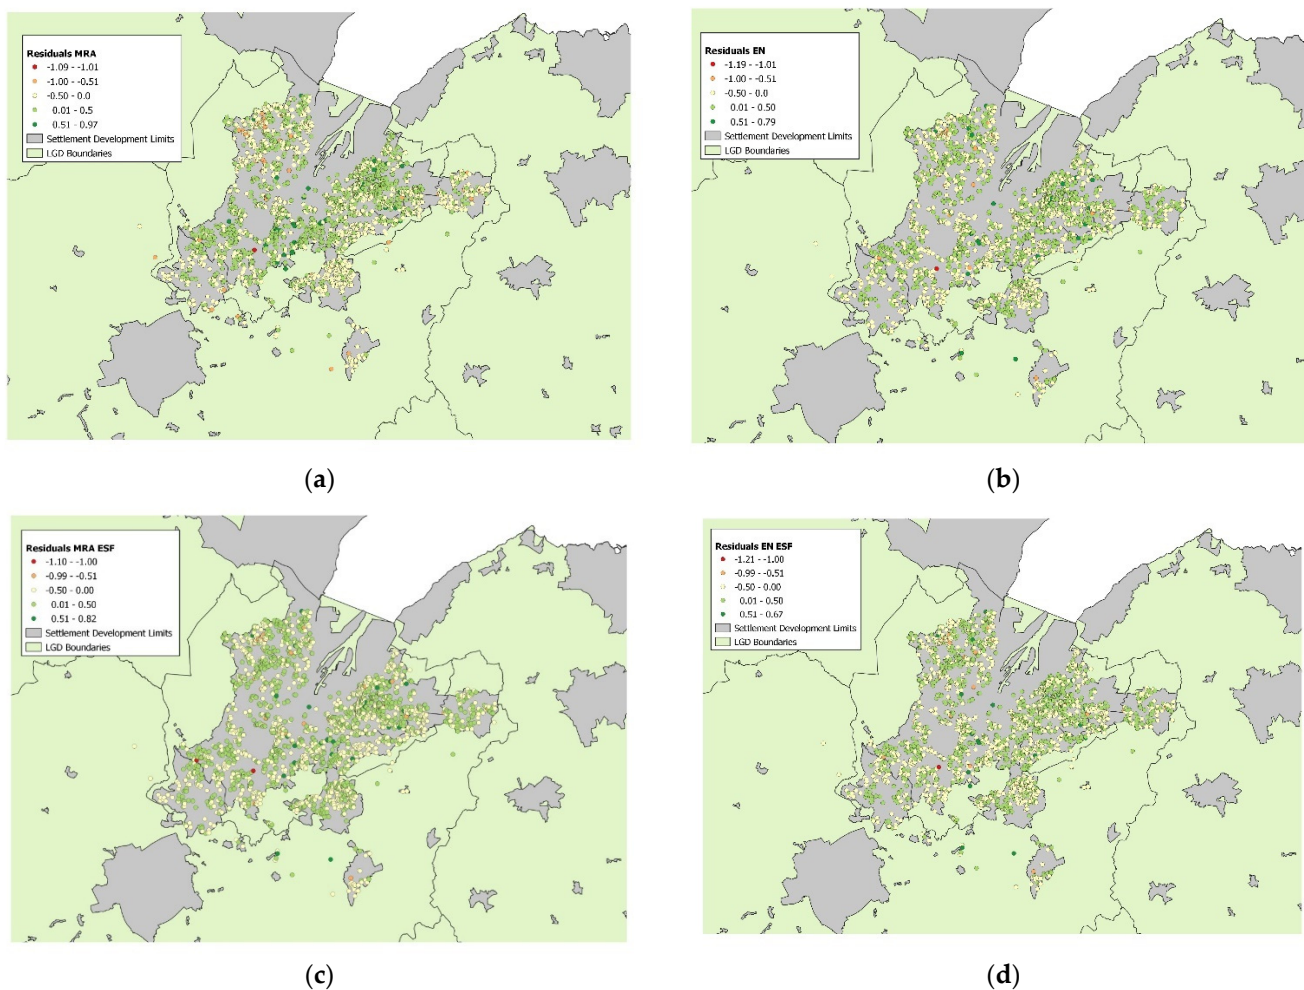 Residuals MRA
-1.09 - -1.01
-1.00 - -0.51
-0.50 - 0.0
0.01 - 0.5
0.51 - 0.97
Settlement Development Limits
LGD Boundaries
(a)
Residuals EN
-1.19 - -1.01
-1.00 - -0.51
-0.50 - 0.0
0.01 - 0.50
0.51 - 0.79
Settlement Development Limits
LGD Boundaries
(b)
Residuals MRA ESF
-1.10 - -1.00
-0.99 - -0.51
-0.50 - 0.00
0.01 - 0.50
0.51 - 0.82
Settlement Development Limits
LGD Boundaries
(c)
Residuals EN ESF
-1.21 - -1.00
-0.99 - -0.51
-0.50 - 0.00
0.01 - 0.50
0.51 - 0.67
Settlement Development Limits
LGD Boundaries
(d)